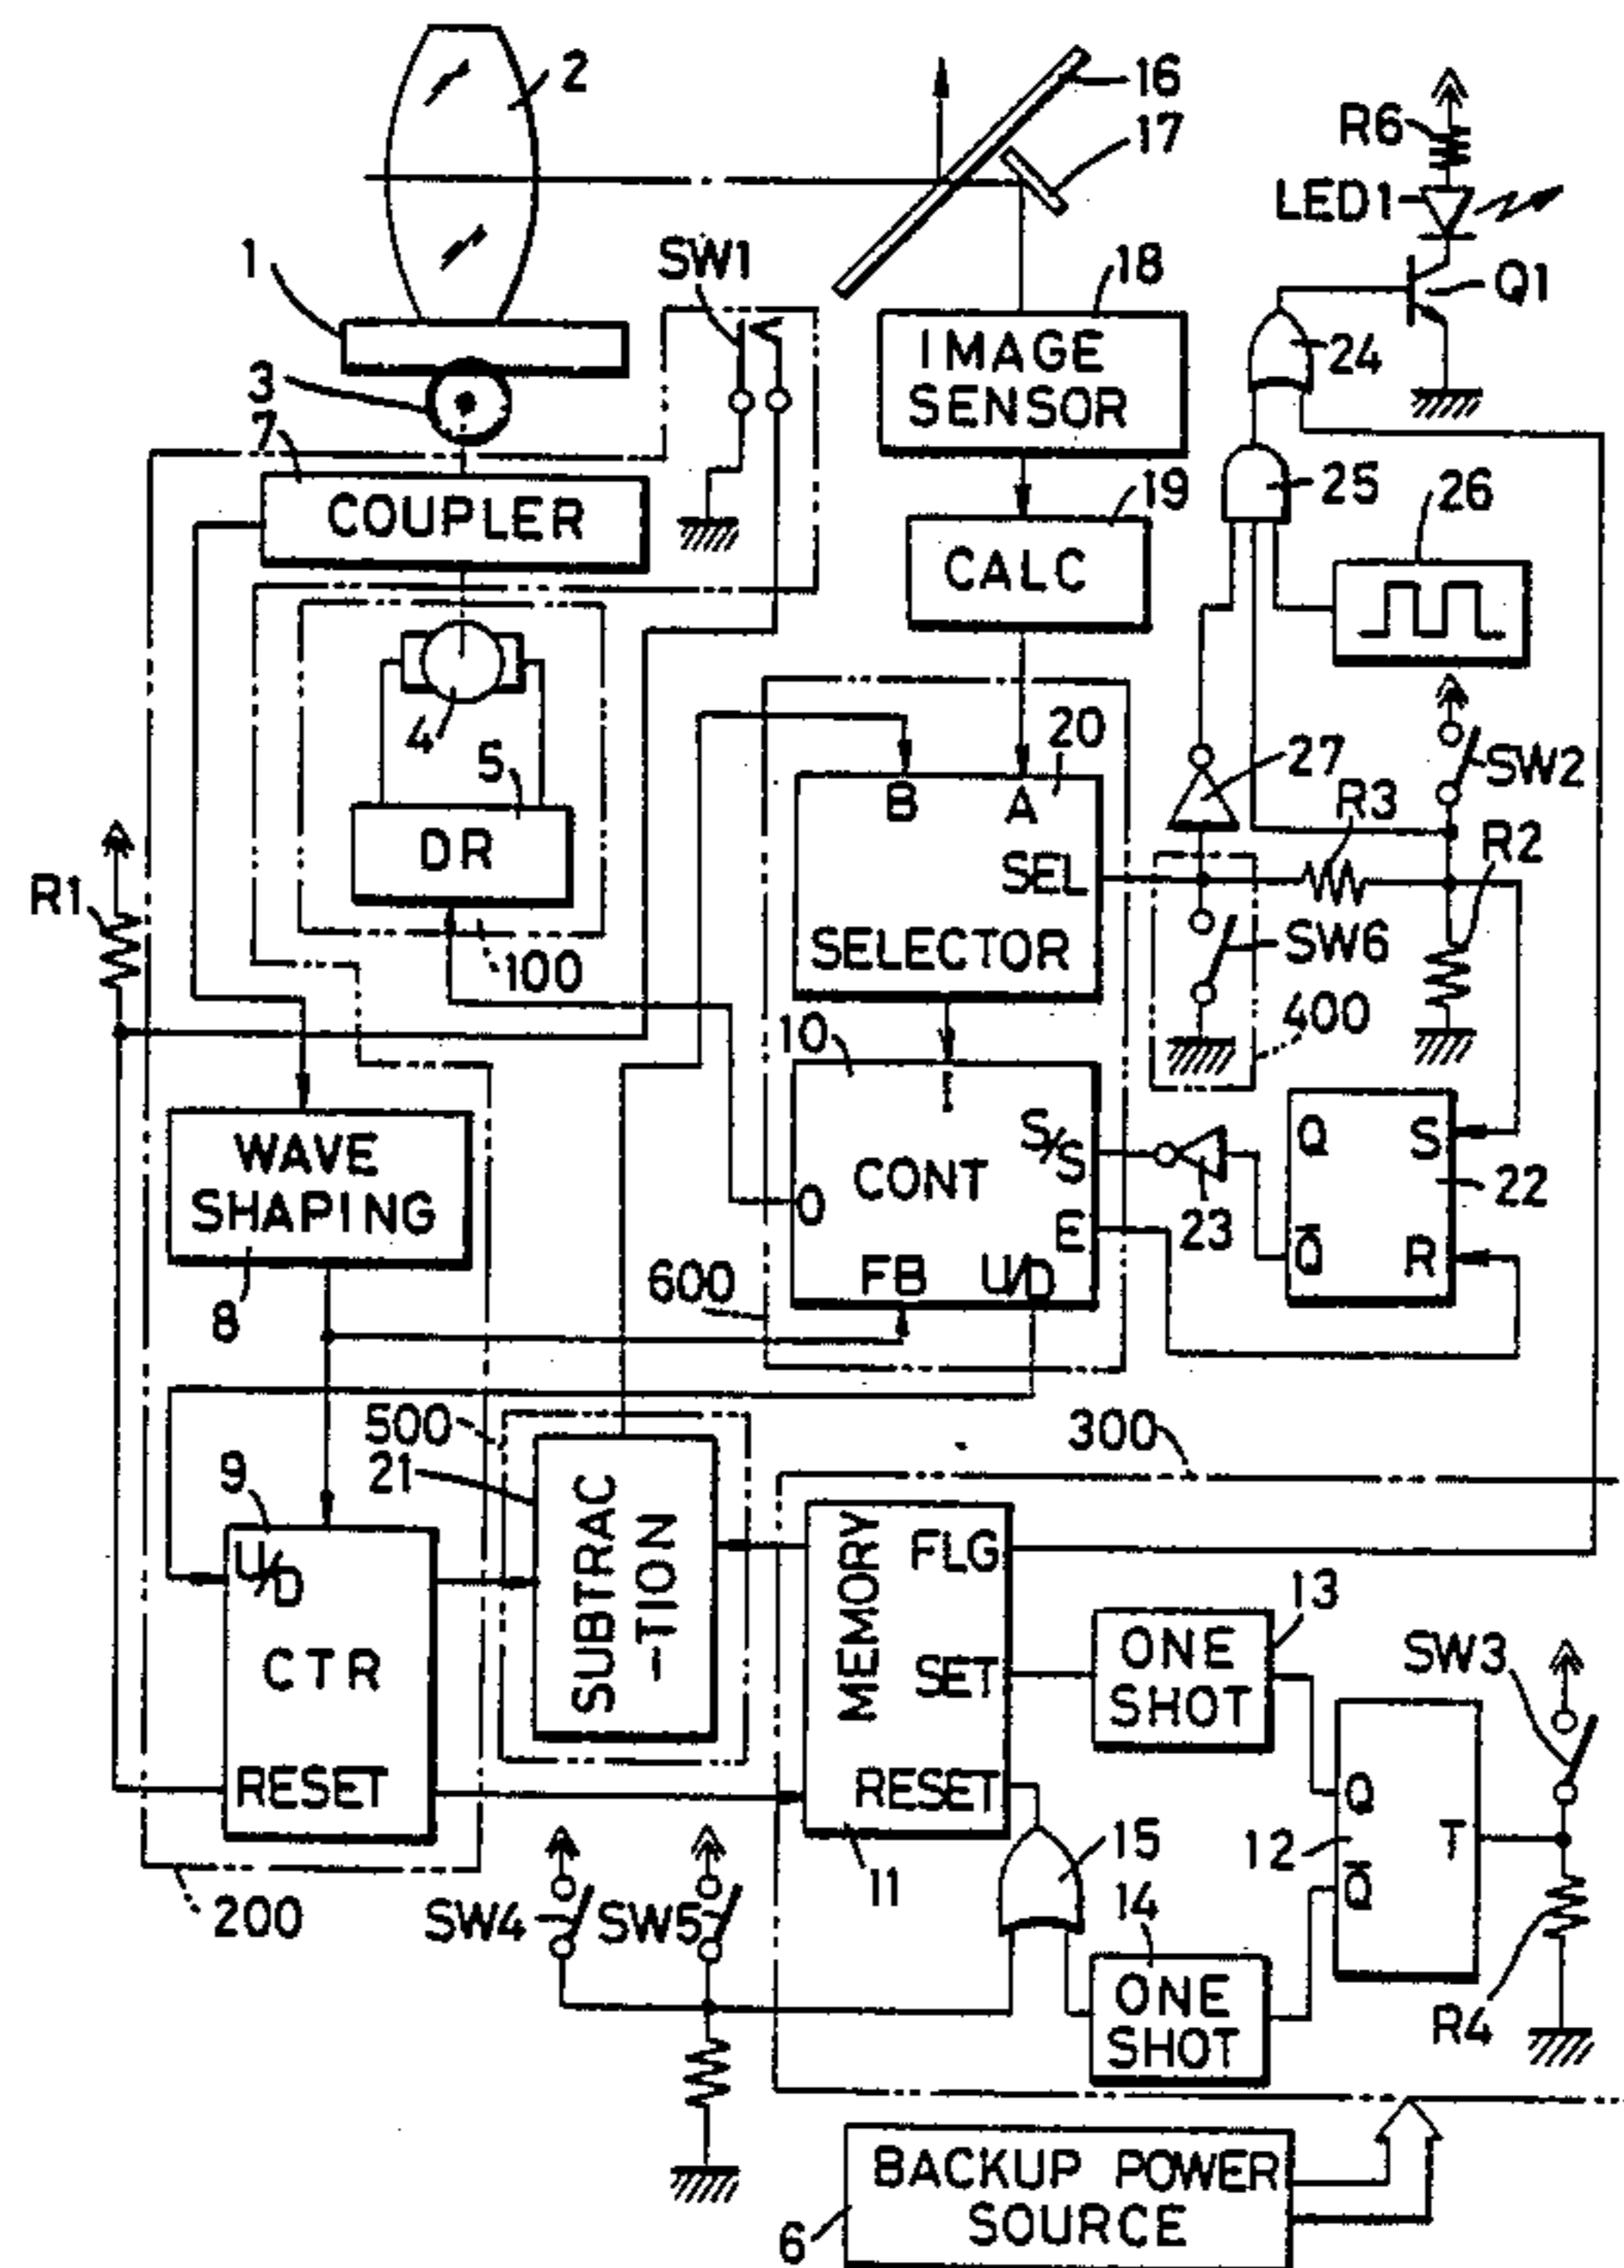 2
16
17
R6
LED1
Q1
1
SW1
18
3
IMAGE
SENSOR
24
7
COUPLER
19
25
26
CALC
4
5
20
27
SW2
B
A
R3
R2
DR
SEL
R1
SELECTOR
SW6
100
400
10
I
WAVE
SHAPING
S/S
Q
S
CONT
22
O
23
E
Q̅
R
FB
U/D
600
8
500
300
9
21
SUBTRAC
-TION
MEMORY
FLG
13
U/D
CTR
ONE
SHOT
SW3
SET
RESET
RESET
Q
12
T
15
Q̅
11
14
200
SW4
SW5
ONE
SHOT
R4
BACKUP POWER
SOURCE
6